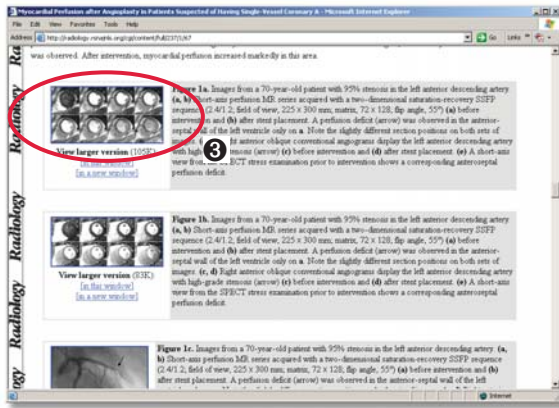 Myocardial Perfusion after Angioplasty in Patients Suspected of Having Single-Vessel Coronary A - Microsoft Internet Explorer
File Edit View Favorites Tools Help
Address http://radiology.rsnajnls.org/cgi/content/full/237/1/67 Go Links
was observed. After intervention, myocardial perfusion increased markedly in this area.
Radiology
Radiology
Radiology
Figure 1a. Images from a 70-year-old patient with 95% stenosis in the left anterior descending artery.
(a, b) Short-axis perfusion MR series acquired with a two-dimensional saturation-recovery SSFP
sequence (2.4/1.2; field of view, 225 x 300 mm; matrix, 72 x 128; flip angle, 55°) (a) before
intervention and (b) after stent placement. A perfusion deficit (arrow) was observed in the anterior-
septal wall of the left ventricle only on a. Note the slightly different section positions on both sets of
oblique conventional angiograms display the left anterior descending artery
stenosis (arrow) (c) before intervention and (d) after stent placement. (e) A short-axis
view from the SPECT stress examination prior to intervention shows a corresponding anteroseptal
perfusion deficit.
3
View larger version (105K)
[in this window]
[in a new window]
Figure 1b. Images from a 70-year-old patient with 95% stenosis in the left anterior descending artery.
(a, b) Short-axis perfusion MR series acquired with a two-dimensional saturation-recovery SSFP
sequence (2.4/1.2; field of view, 225 x 300 mm; matrix, 72 x 128; flip angle, 55°) (a) before
intervention and (b) after stent placement. A perfusion deficit (arrow) was observed in the anterior-
septal wall of the left ventricle only on a. Note the slightly different section positions on both sets of
images. (c, d) Right anterior oblique conventional angiograms display the left anterior descending artery
with high-grade stenosis (arrow) (c) before intervention and (d) after stent placement. (e) A short-axis
view from the SPECT stress examination prior to intervention shows a corresponding anteroseptal
perfusion deficit.
View larger version (83K)
[in this window]
[in a new window]
Figure 1c. Images from a 70-year-old patient with 95% stenosis in the left anterior descending artery. (a,
b) Short-axis perfusion MR series acquired with a two-dimensional saturation-recovery SSFP sequence
(2.4/1.2; field of view, 225 x 300 mm; matrix, 72 x 128; flip angle, 55°) (a) before intervention and (b)
after stent placement. A perfusion deficit (arrow) was observed in the anterior-septal wall of the left
Internet